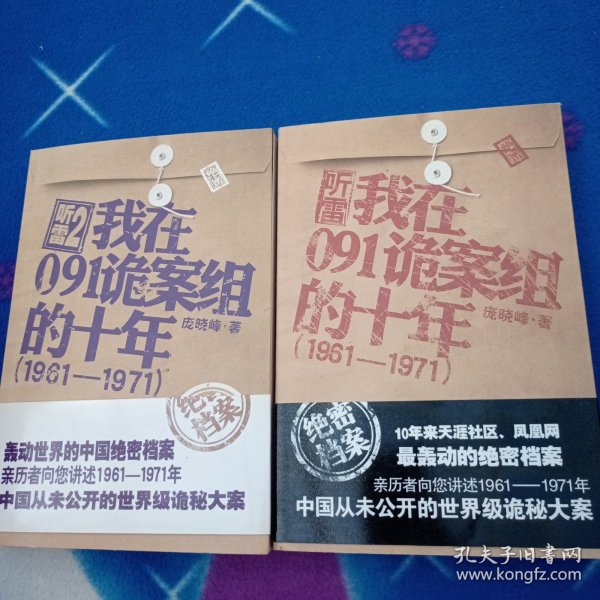 听雷2
我在
091诡案组
的十年
庞晓峰·著
(1961—1971)
绝密
档案
轰动世界的中国绝密档案
亲历者向您讲述1961—1971年
中国从未公开的世界级诡秘大案
听雷
我在
091诡案组
的十年
庞晓峰·著
(1961—1971)
绝密
档案
10年来天涯社区、凤凰网
最轰动的绝密档案
亲历者向您讲述1961——1971年
中国从未公开的世界级诡秘大案
孔夫子旧书网
www.kongfz.com